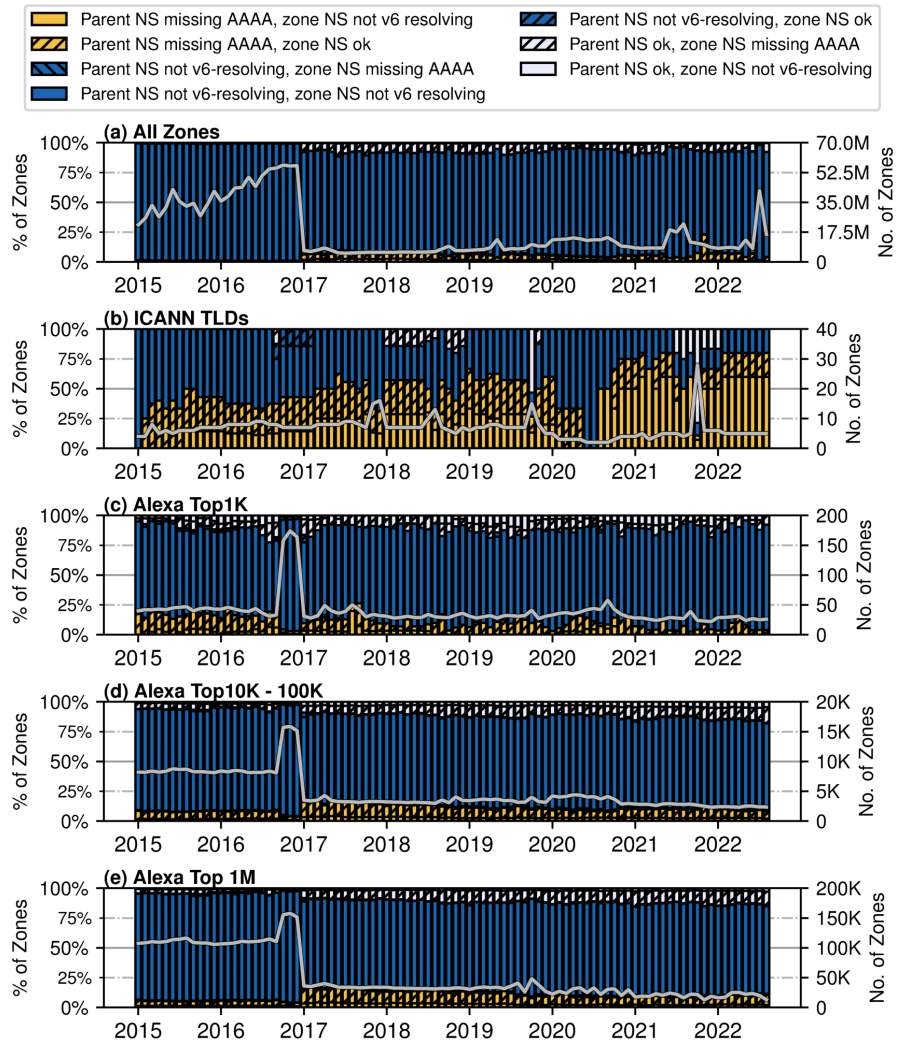 Parent NS missing AAAA, zone NS not v6 resolving
Parent NS missing AAAA, zone NS ok
Parent NS not v6-resolving, zone NS missing AAAA
Parent NS not v6-resolving, zone NS not v6 resolving
Parent NS not v6-resolving, zone NS ok
Parent NS ok, zone NS missing AAAA
Parent NS ok, zone NS not v6-resolving
(a) All Zones
% of Zones
100%
75%
50%
25%
0%
70.0M
52.5M
35.0M
17.5M
0
No. of Zones
2015 2016 2017 2018 2019 2020 2021 2022
(b) ICANN TLDs
% of Zones
100%
75%
50%
25%
0%
40
30
20
10
0
No. of Zones
2015 2016 2017 2018 2019 2020 2021 2022
(c) Alexa Top1K
% of Zones
100%
75%
50%
25%
0%
200
150
100
50
0
No. of Zones
2015 2016 2017 2018 2019 2020 2021 2022
(d) Alexa Top10K - 100K
% of Zones
100%
75%
50%
25%
0%
20K
15K
10K
5K
0
No. of Zones
2015 2016 2017 2018 2019 2020 2021 2022
(e) Alexa Top 1M
% of Zones
100%
75%
50%
25%
0%
200K
150K
100K
50K
0
No. of Zones
2015 2016 2017 2018 2019 2020 2021 2022